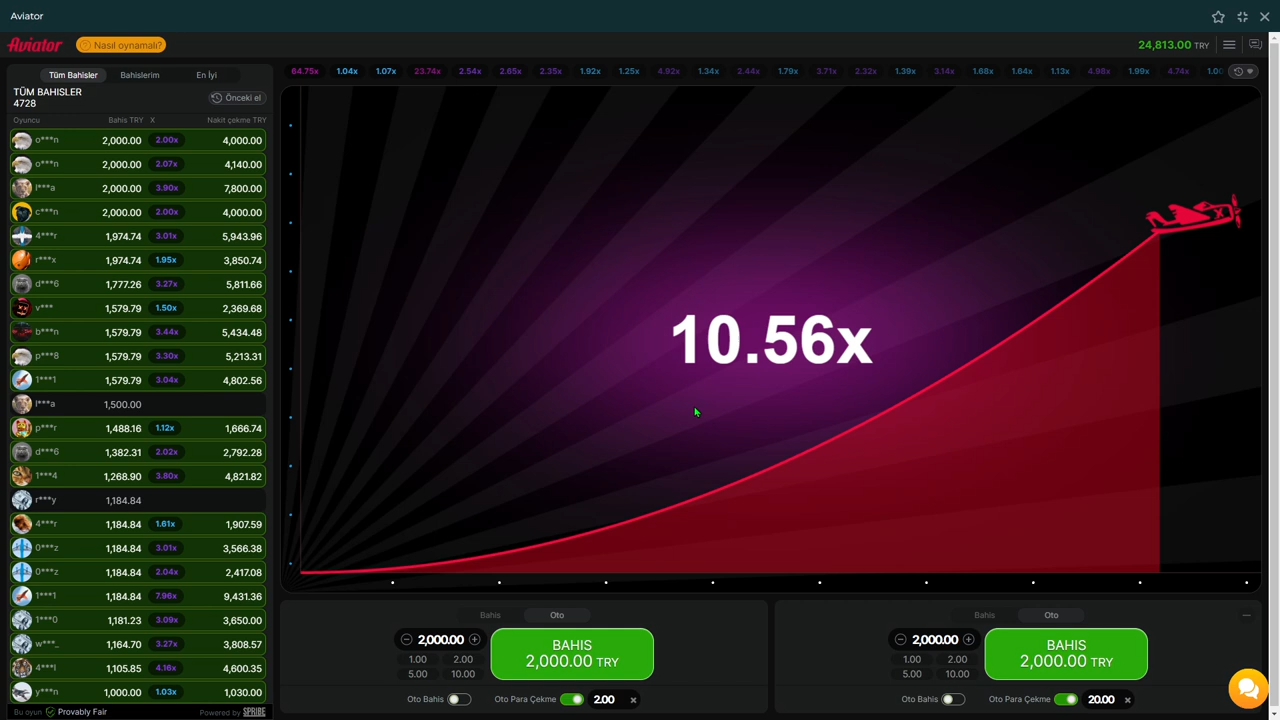 Aviator
Aviator
? Nasıl oynamalı?
24,813.00 TRY
Tüm Bahisler Bahislerim En İyi
64.75x 1.04x 1.07x 23.74x 2.54x 2.65x 2.35x 1.92x 1.25x 4.92x 1.34x 2.44x 1.79x 3.71x 2.32x 1.39x 3.14x 1.68x 1.64x 1.13x 4.98x 1.99x 4.74x
TÜM BAHISLER
4728
Önceki el
Oyuncu Bahis TRY X Nakit çekme TRY
o***n 2,000.00 2.00x 4,000.00
o***n 2,000.00 2.07x 4,140.00
l***a 2,000.00 3.90x 7,800.00
c***n 2,000.00 2.00x 4,000.00
4***r 1,974.74 3.01x 5,943.96
r***x 1,974.74 1.95x 3,850.74
d***6 1,777.26 3.27x 5,811.66
v*** 1,579.79 1.50x 2,369.68
b***n 1,579.79 3.44x 5,434.48
p***8 1,579.79 3.30x 5,213.31
1***1 1,579.79 3.04x 4,802.56
l***a 1,500.00
p***r 1,488.16 1.12x 1,666.74
d***6 1,382.31 2.02x 2,792.28
1***4 1,268.90 3.80x 4,821.82
r***y 1,184.84
4***r 1,184.84 1.61x 1,907.59
0***z 1,184.84 3.01x 3,566.38
0***z 1,184.84 2.04x 2,417.08
1***1 1,184.84 7.96x 9,431.36
1***0 1,181.23 3.09x 3,650.00
w***_ 1,164.70 3.27x 3,808.57
4***l 1,105.85 4.16x 4,600.35
y***n 1,000.00 1.03x 1,030.00
Bu oyun Provably Fair Powered by SPRIBE
10.56x
Bahis Oto
2,000.00
1.00 2.00
5.00 10.00
BAHIS
2,000.00 TRY
Oto Bahis Oto Para Çekme 2.00 x
Bahis Oto
2,000.00
1.00 2.00
5.00 10.00
BAHIS
2,000.00 TRY
Oto Bahis Oto Para Çekme 20.00 x